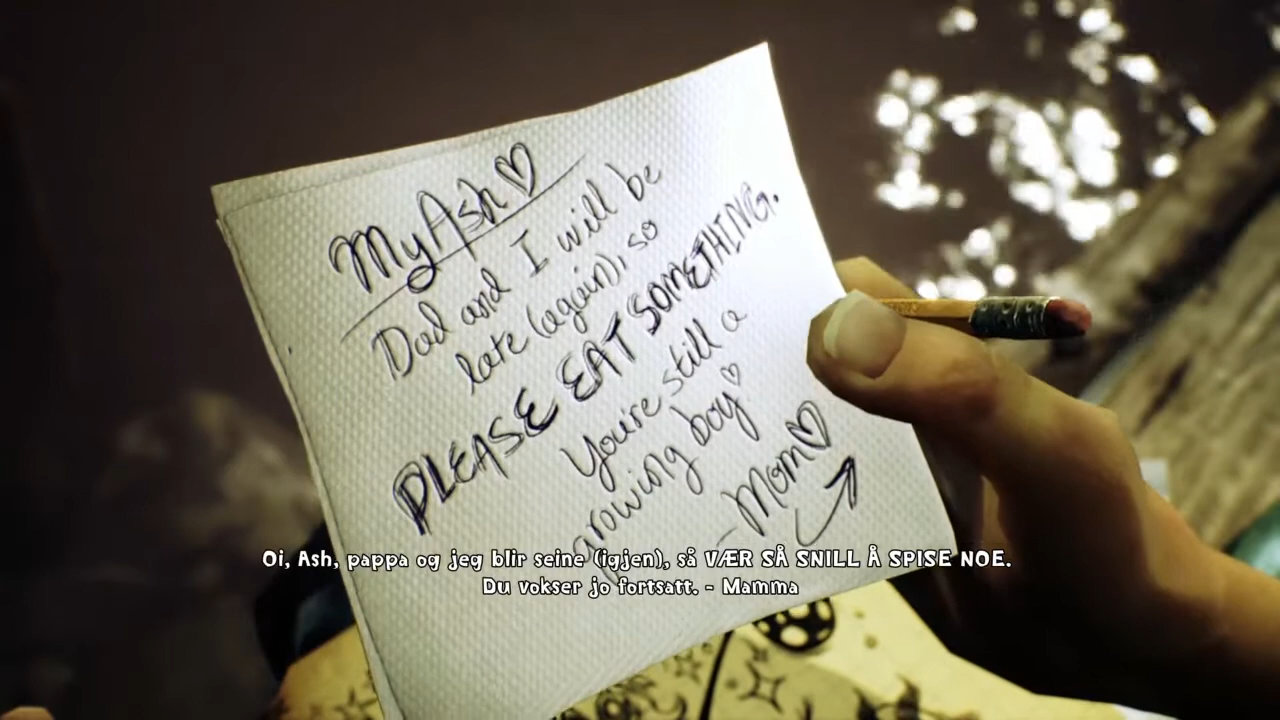 My Ash♡
Dad and I will be
late (again), so
PLEASE EAT SOMETHING.
You're still a
growing boy♡
- Mom♡
Oi, Ash, pappa og jeg blir seine (igjen), så VÆR SÅ SNILL Å SPISE NOE.
Du vokser jo fortsatt. - Mamma